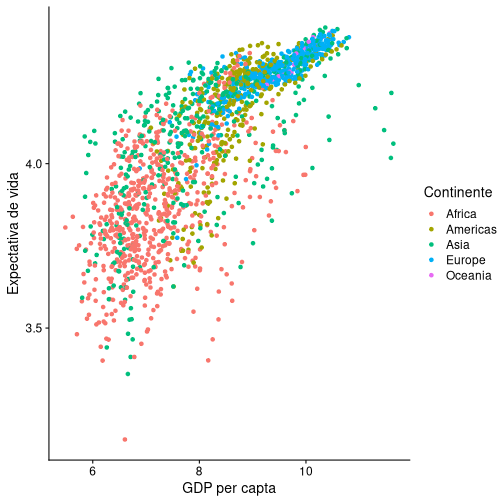 4.0
3.5
Expectativa de vida
6
8
10
GDP per capta
Continente
Africa
Americas
Asia
Europe
Oceania